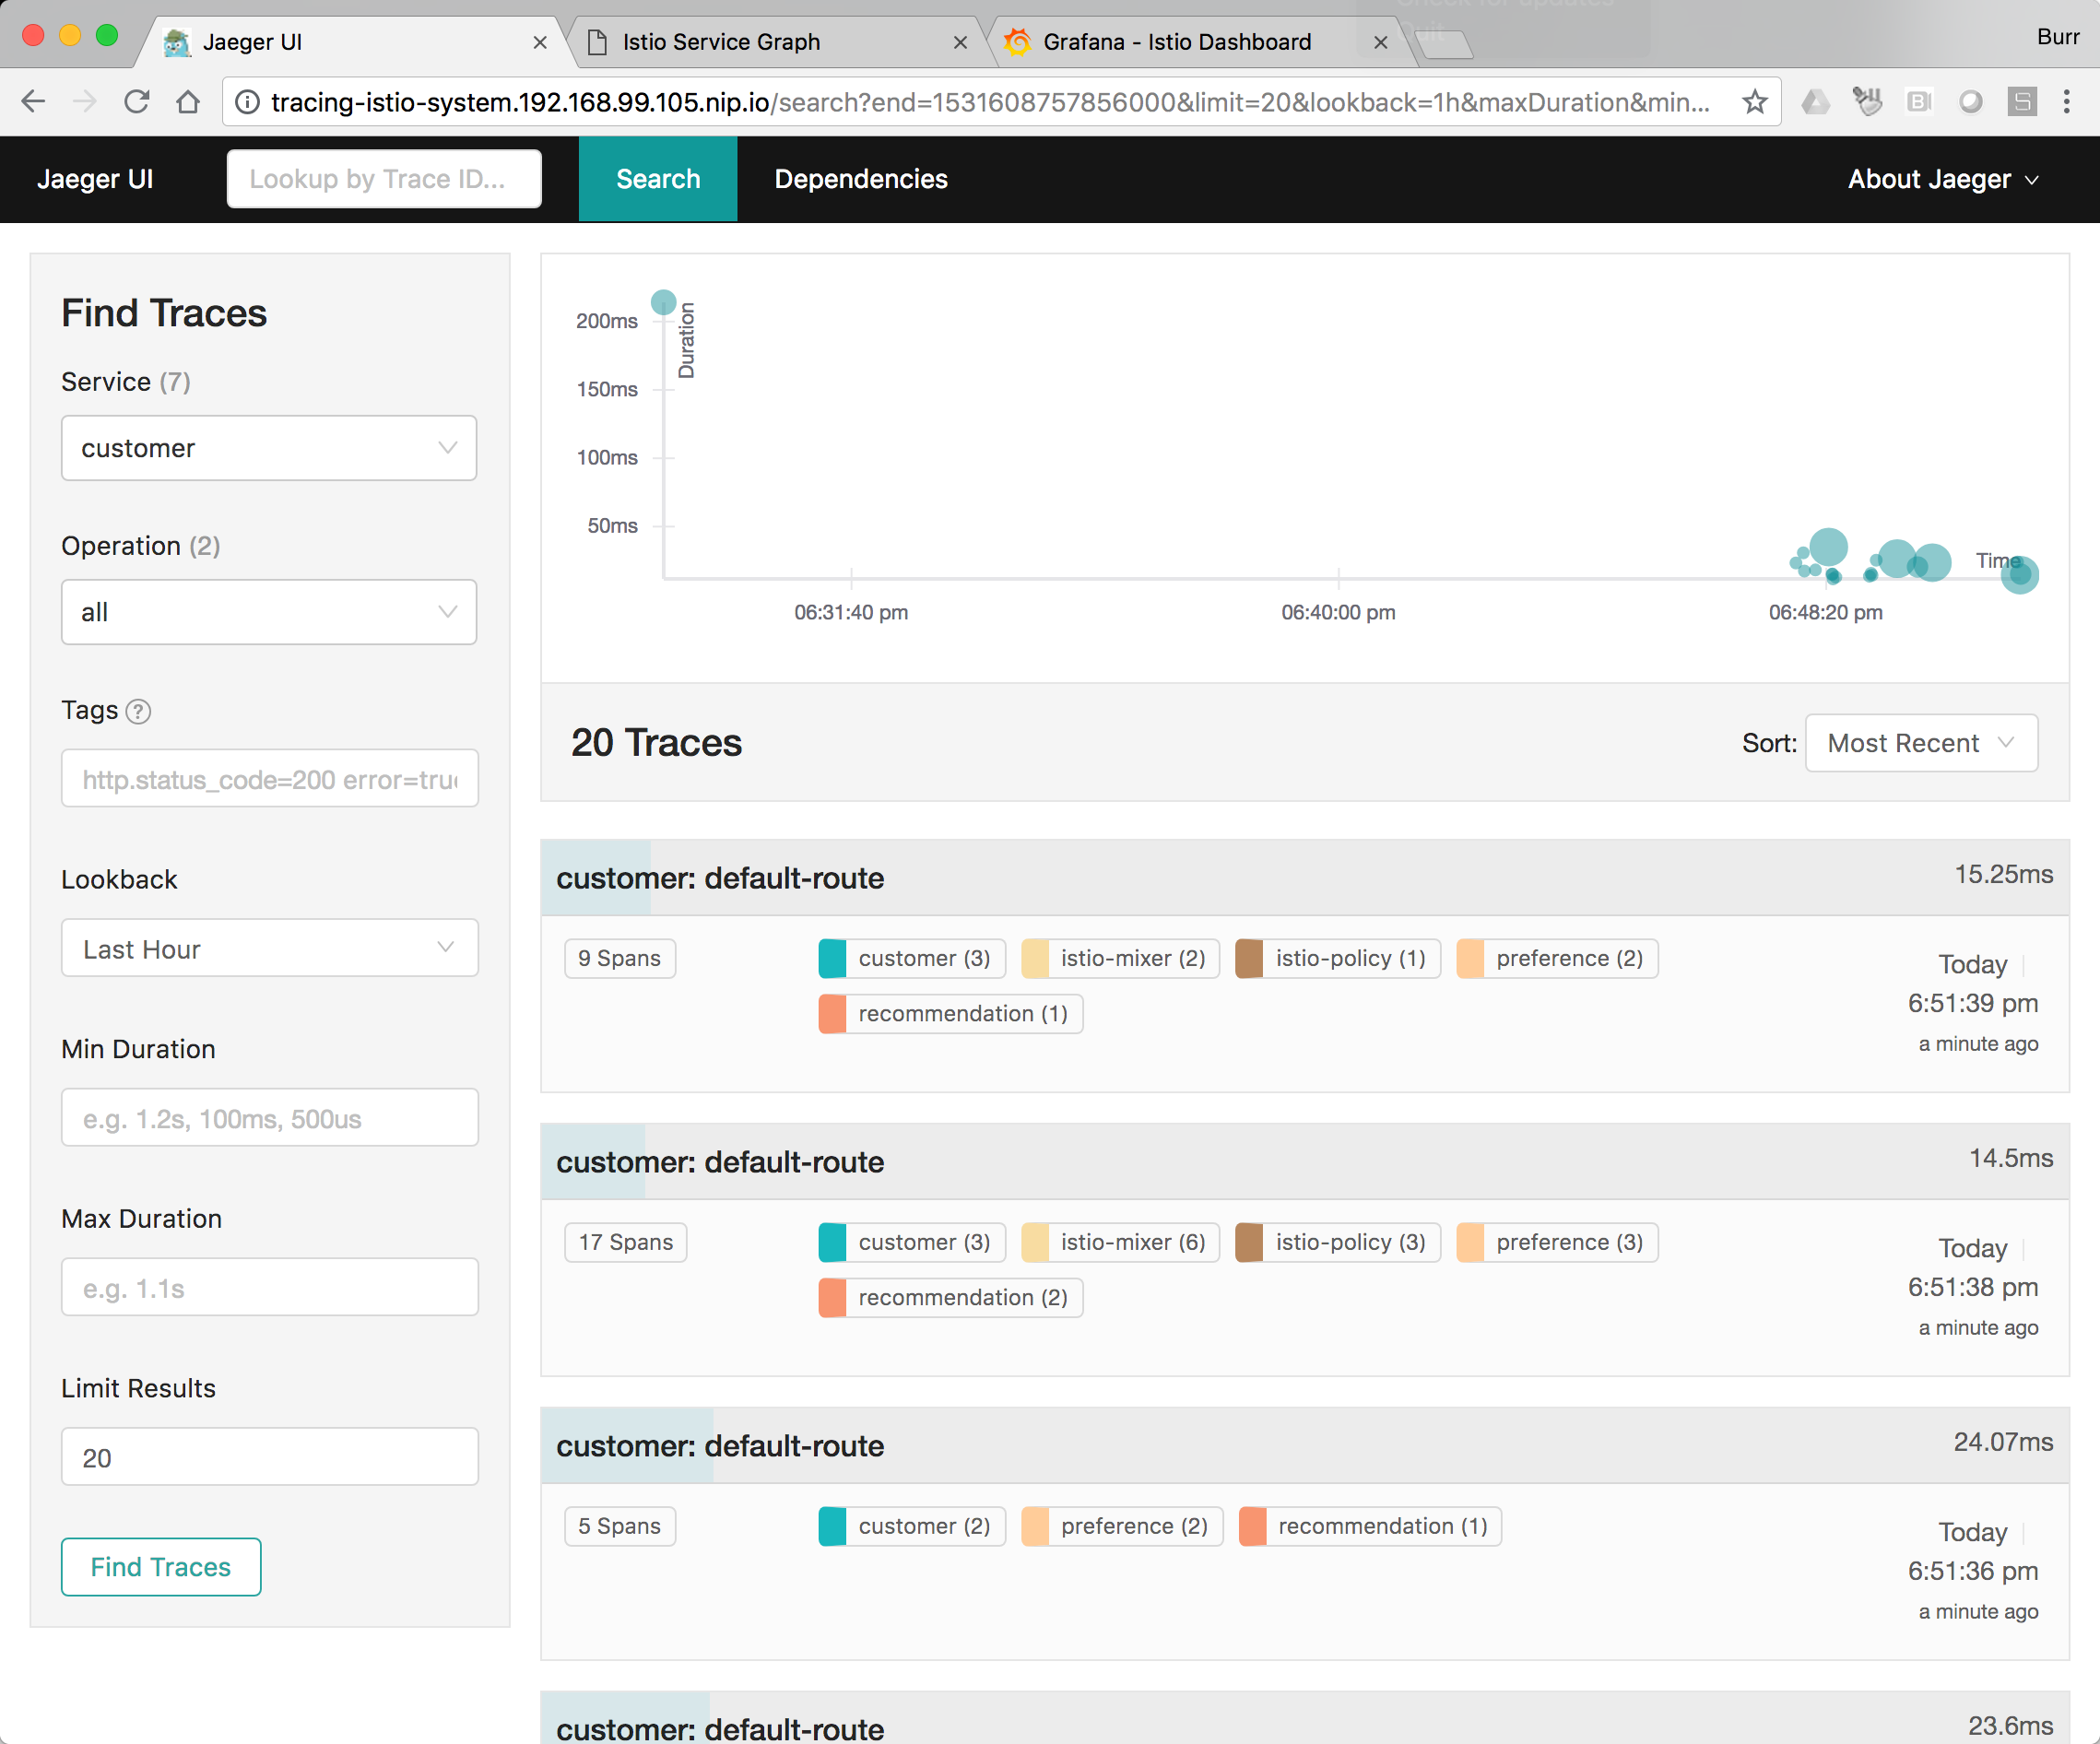 Check for updates
Quit
Jaeger UI
Istio Service Graph
Grafana - Istio Dashboard
Burr
tracing-istio-system.192.168.99.105.nip.io/search?end=1531608757856000&limit=20&lookback=1h&maxDuration&min...
Jaeger UI
Lookup by Trace ID...
Search
Dependencies
About Jaeger
Find Traces
Service (7)
customer
Operation (2)
all
Tags ?
http.status_code=200 error=true
Lookback
Last Hour
Min Duration
e.g. 1.2s, 100ms, 500us
Max Duration
e.g. 1.1s
Limit Results
20
Find Traces
Duration
200ms
150ms
100ms
50ms
Time
06:31:40 pm
06:40:00 pm
06:48:20 pm
20 Traces
Sort: Most Recent
customer: default-route
15.25ms
9 Spans
customer (3)
istio-mixer (2)
istio-policy (1)
preference (2)
recommendation (1)
Today
6:51:39 pm
a minute ago
customer: default-route
14.5ms
17 Spans
customer (3)
istio-mixer (6)
istio-policy (3)
preference (3)
recommendation (2)
Today
6:51:38 pm
a minute ago
customer: default-route
24.07ms
5 Spans
customer (2)
preference (2)
recommendation (1)
Today
6:51:36 pm
a minute ago
customer: default-route
23.6ms